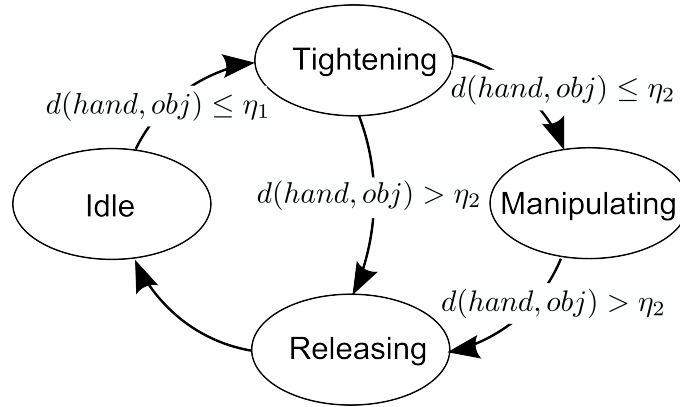 Tightening
d(hand, obj) ≤ η₁
d(hand, obj) ≤ η₂
Idle
d(hand, obj) > η₂
Manipulating
d(hand, obj) > η₂
Releasing